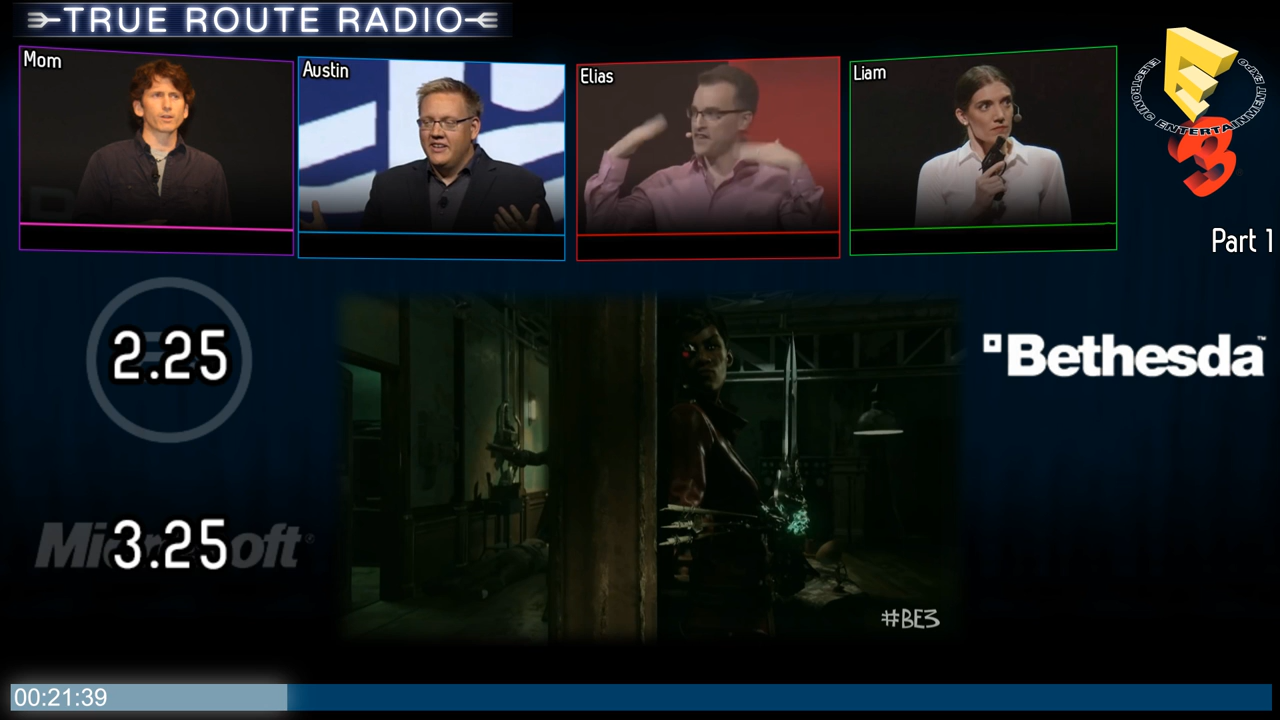 TRUE ROUTE RADIO
Mom
Austin
Elias
Liam
ELECTRONIC ENTERTAINMENT EXPO
E3
Part 1
2.25
Bethesda™
Microsoft®
3.25
#BE3
00:21:39